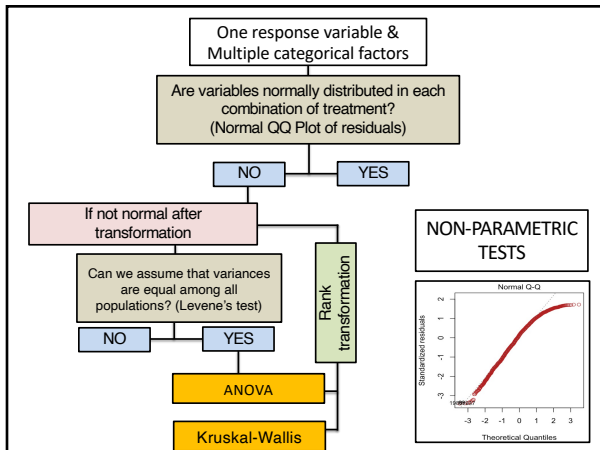 One response variable &
Multiple categorical factors
Are variables normally distributed in each
combination of treatment?
(Normal QQ Plot of residuals)
NO
YES
If not normal after
transformation
Can we assume that variances
are equal among all
populations? (Levene's test)
NO
YES
Rank
transformation
ANOVA
Kruskal-Wallis
NON-PARAMETRIC
TESTS
Normal Q-Q
Standardized residuals
2
1
0
-1
-2
-3
-3 -2 -1 0 1 2 3
Theoretical Quantiles